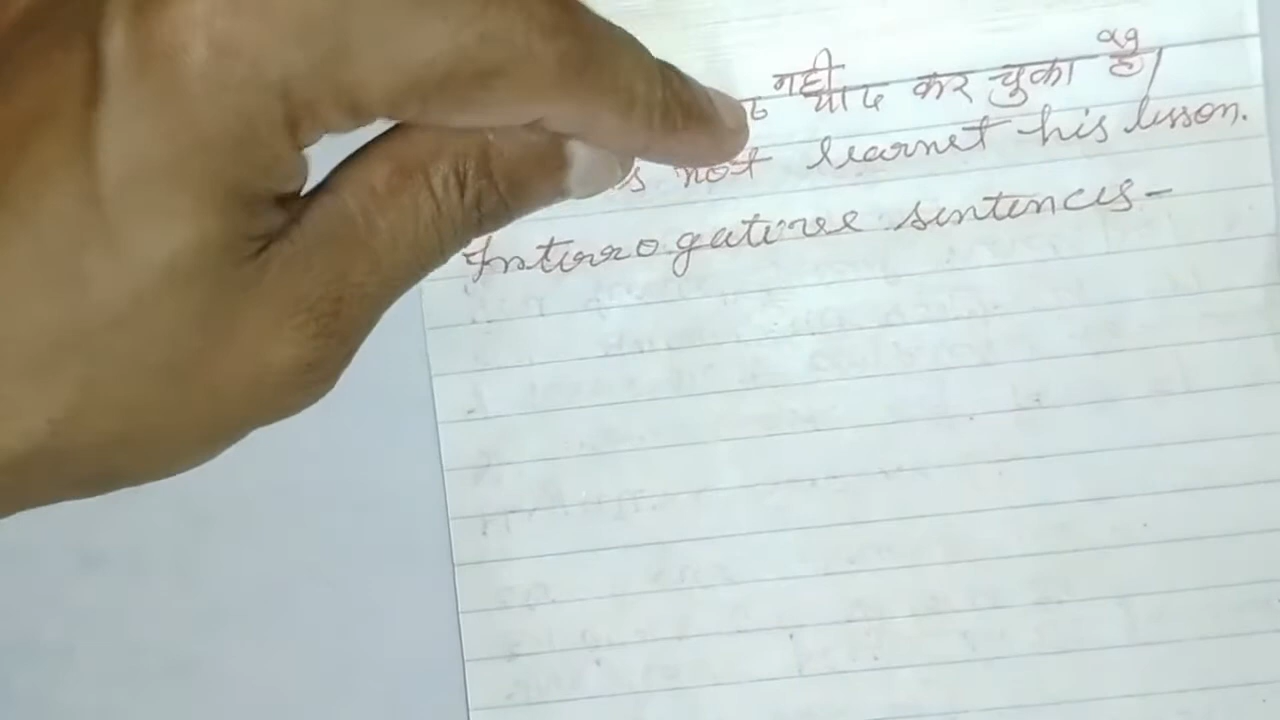 नही याद कर चुका है।
not learnet his lesson.
Interrogative sentences-